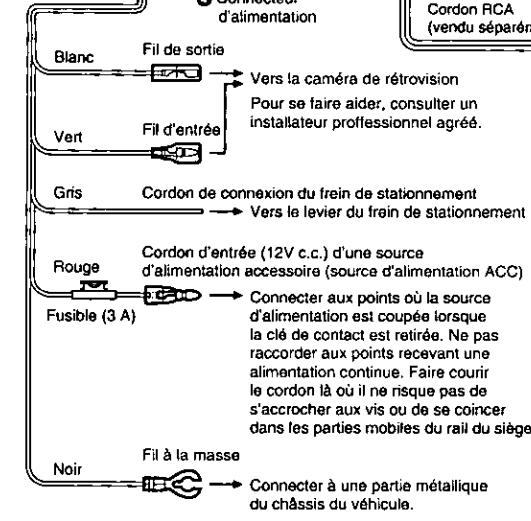 Connecteur
d'alimentation
Cordon RCA
(vendu
Blanc
Fil de sortie
Vers la caméra de rétrovision
Pour se faire aider, consulter un
installateur proffessionnel agréé.
Vert
Fil d'entrée
Gris
Cordon de connexion du frein de stationnement
Vers le levier du frein de stationnement
Rouge
Cordon d'entrée (12V c.c.) d'une source
d'alimentation accessoire (source d'alimentation ACC)
Fusible (3 A)
Connecter aux points où la source
d'alimentation est coupée lorsque
la clé de contact est retirée. Ne pas
raccorder aux points recevant une
alimentation continue. Faire courir
le cordon là où il ne risque pas de
s'accrocher aux vis ou de se coincer
dans les parties mobiles du rail du siège
Noir
Fil à la masse
Connecter à une partie métallique
du châssis du véhicule.